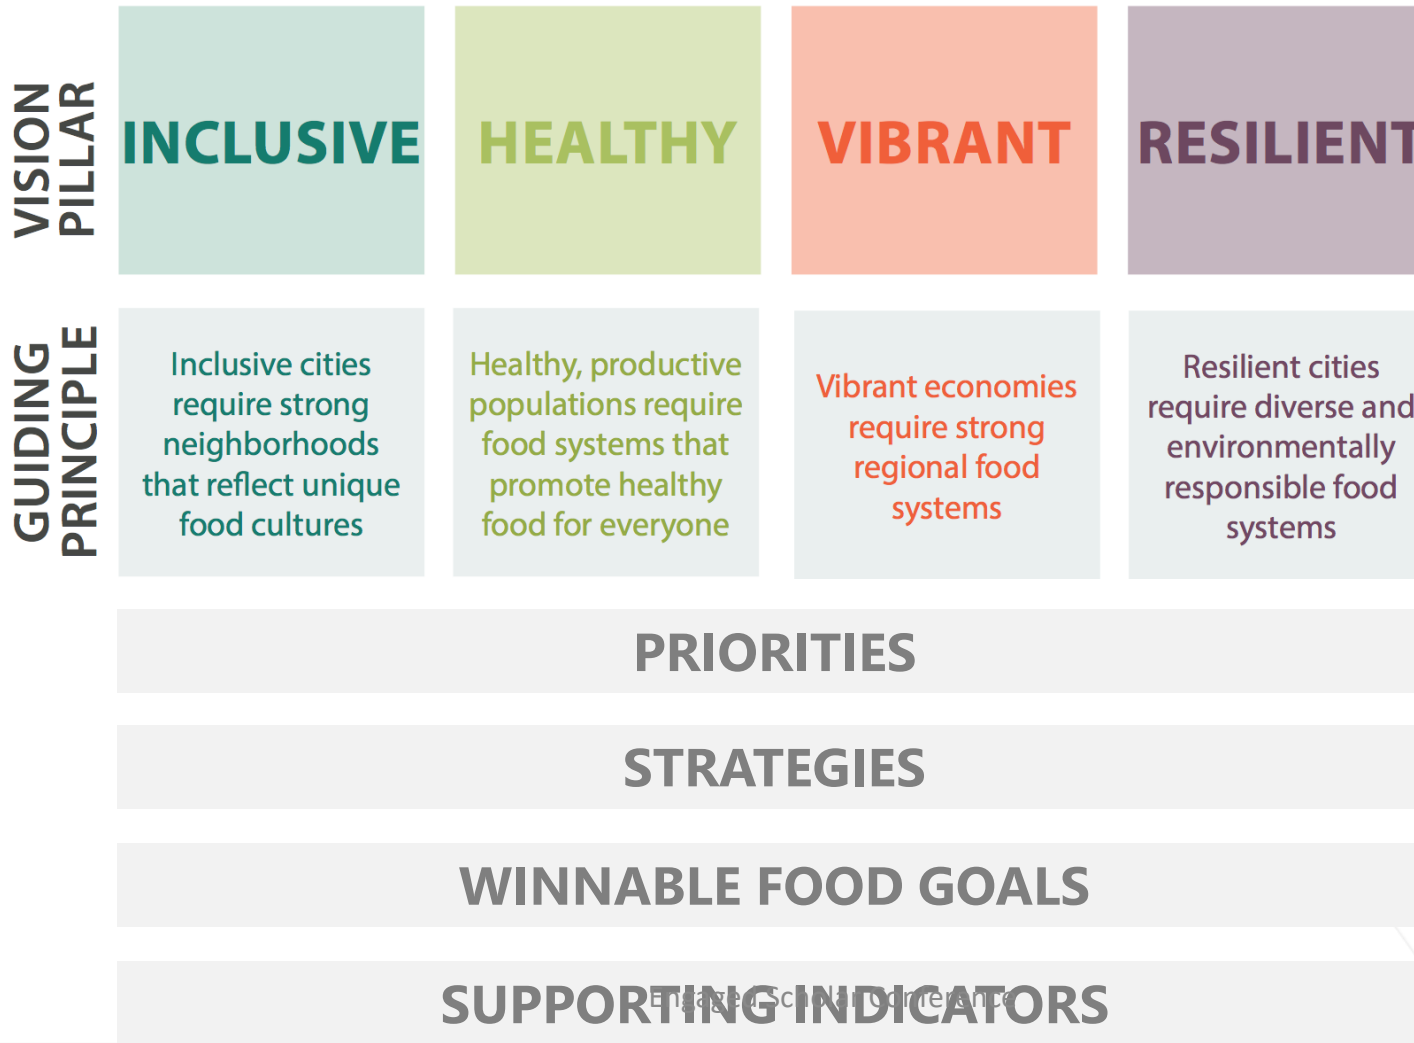 VISION
PILLAR
INCLUSIVE
HEALTHY
VIBRANT
RESILIENT
GUIDING
PRINCIPLE
Inclusive cities
require strong
neighborhoods
that reflect unique
food cultures
Healthy, productive
populations require
food systems that
promote healthy
food for everyone
Vibrant economies
require strong
regional food
systems
Resilient cities
require diverse and
environmentally
responsible food
systems
PRIORITIES
STRATEGIES
WINNABLE FOOD GOALS
SUPPORTING INDICATORS
Engaged Scholar Conference